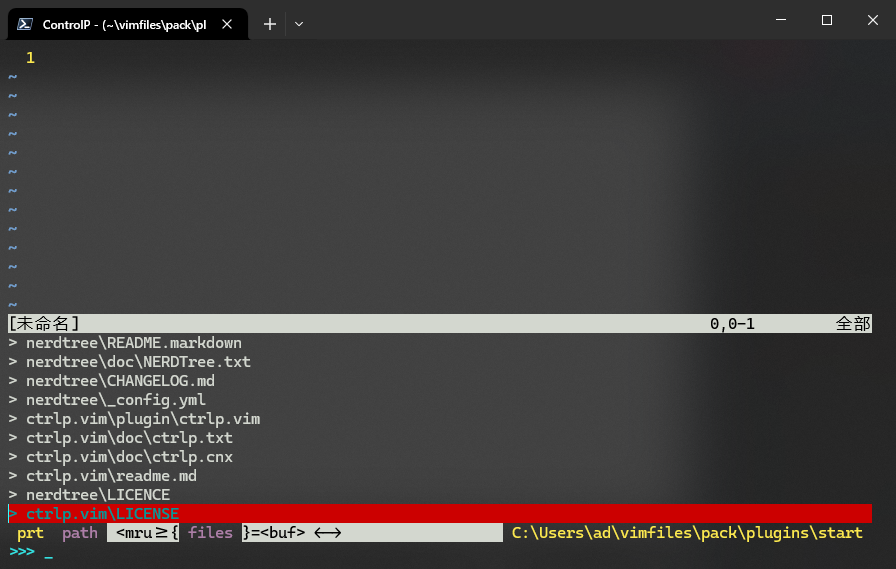 ControlP - (~\vimfiles\pack\pl
1
~
~
~
~
~
~
~
~
~
~
~
~
~
[未命名] 0,0-1 全部
> nerdtree\README.markdown
> nerdtree\doc\NERDTree.txt
> nerdtree\CHANGELOG.md
> nerdtree\_config.yml
> ctrlp.vim\plugin\ctrlp.vim
> ctrlp.vim\doc\ctrlp.txt
> ctrlp.vim\doc\ctrlp.cnx
> ctrlp.vim\readme.md
> nerdtree\LICENCE
> ctrlp.vim\LICENSE
prt path <mru≥{ files }=<buf> <-> C:\Users\ad\vimfiles\pack\plugins\start
>>> _